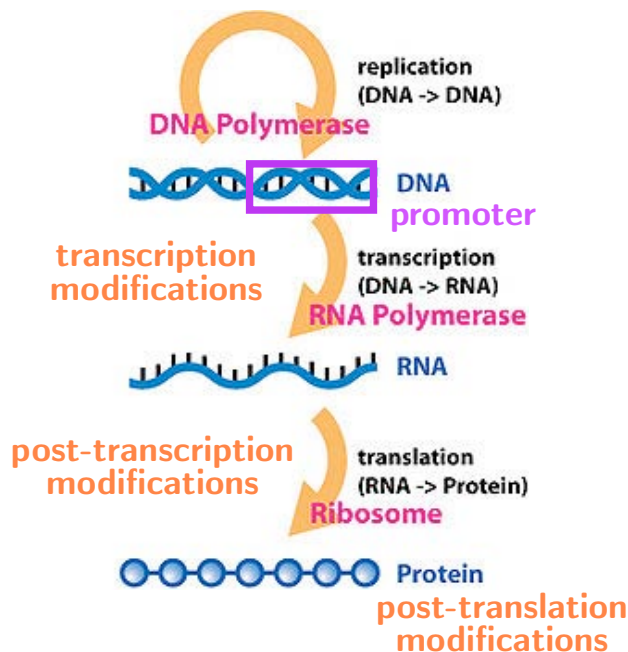 replication
(DNA -> DNA)
DNA Polymerase
DNA
promoter
transcription
modifications
transcription
(DNA -> RNA)
RNA Polymerase
RNA
post-transcription
modifications
translation
(RNA -> Protein)
Ribosome
Protein
post-translation
modifications